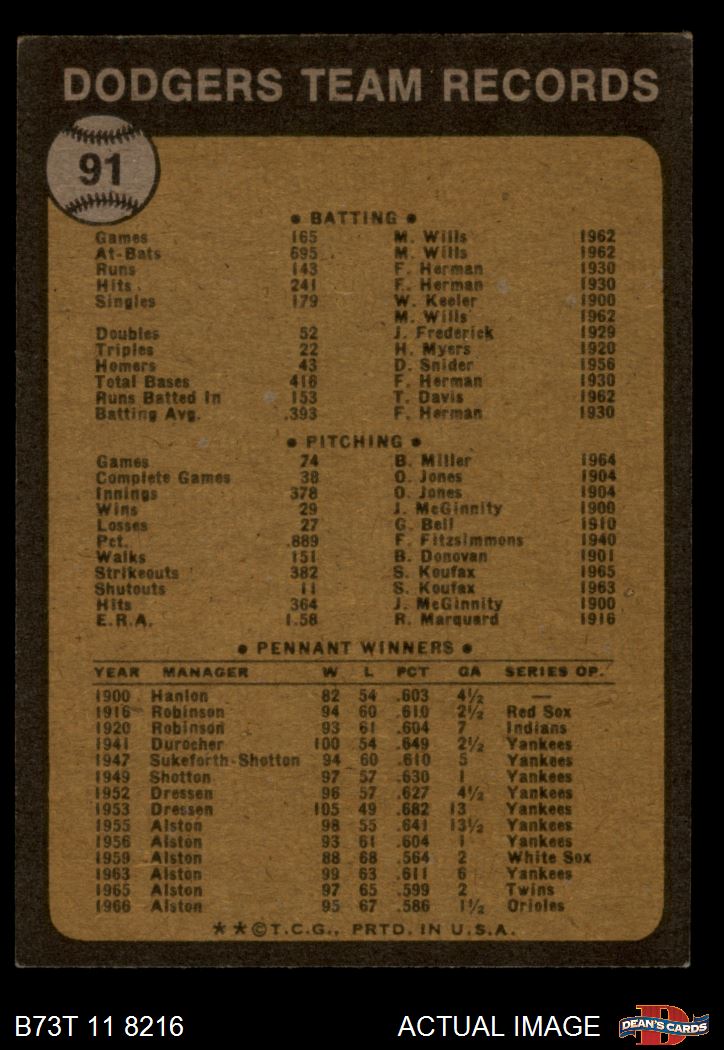 DODGERS TEAM RECORDS
91
• BATTING •
Games 165 M. Wills 1962
At-Bats 695 M. Wills 1962
Runs 143 F. Herman 1930
Hits 241 F. Herman 1930
Singles 179 W. Keeler 1900
M. Wills 1962
Doubles 52 J. Frederick 1929
Triples 22 H. Myers 1920
Homers 43 D. Snider 1956
Total Bases 416 F. Herman 1930
Runs Batted In 153 T. Davis 1962
Batting Avg. .393 F. Herman 1930
• PITCHING •
Games 74 B. Miller 1964
Complete Games 38 O. Jones 1904
Innings 378 O. Jones 1904
Wins 29 J. McGinnity 1900
Losses 27 G. Bell 1910
Pct. .889 F. Fitzsimmons 1940
Walks 151 B. Donovan 1901
Strikeouts 382 S. Koufax 1965
Shutouts 11 S. Koufax 1963
Hits 364 J. McGinnity 1900
E.R.A. 1.58 R. Marquard 1916
• PENNANT WINNERS •
YEAR MANAGER W L PCT GA SERIES OP.
1900 Hanlon 82 54 .603 4½ —
1916 Robinson 94 60 .610 2½ Red Sox
1920 Robinson 93 61 .604 7 Indians
1941 Durocher 100 54 .649 2½ Yankees
1947 Sukeforth-Shotton 94 60 .610 5 Yankees
1949 Shotton 97 57 .630 1 Yankees
1952 Dressen 96 57 .627 4½ Yankees
1953 Dressen 105 49 .682 13 Yankees
1955 Alston 98 55 .641 13½ Yankees
1956 Alston 93 61 .604 1 Yankees
1959 Alston 88 68 .564 2 White Sox
1963 Alston 99 63 .611 6 Yankees
1965 Alston 97 65 .599 2 Twins
1966 Alston 95 67 .586 1½ Orioles
**©T.C.G., PRTD. IN U.S.A.
B73T 11 8216 ACTUAL IMAGE
D
DEAN'S CARDS